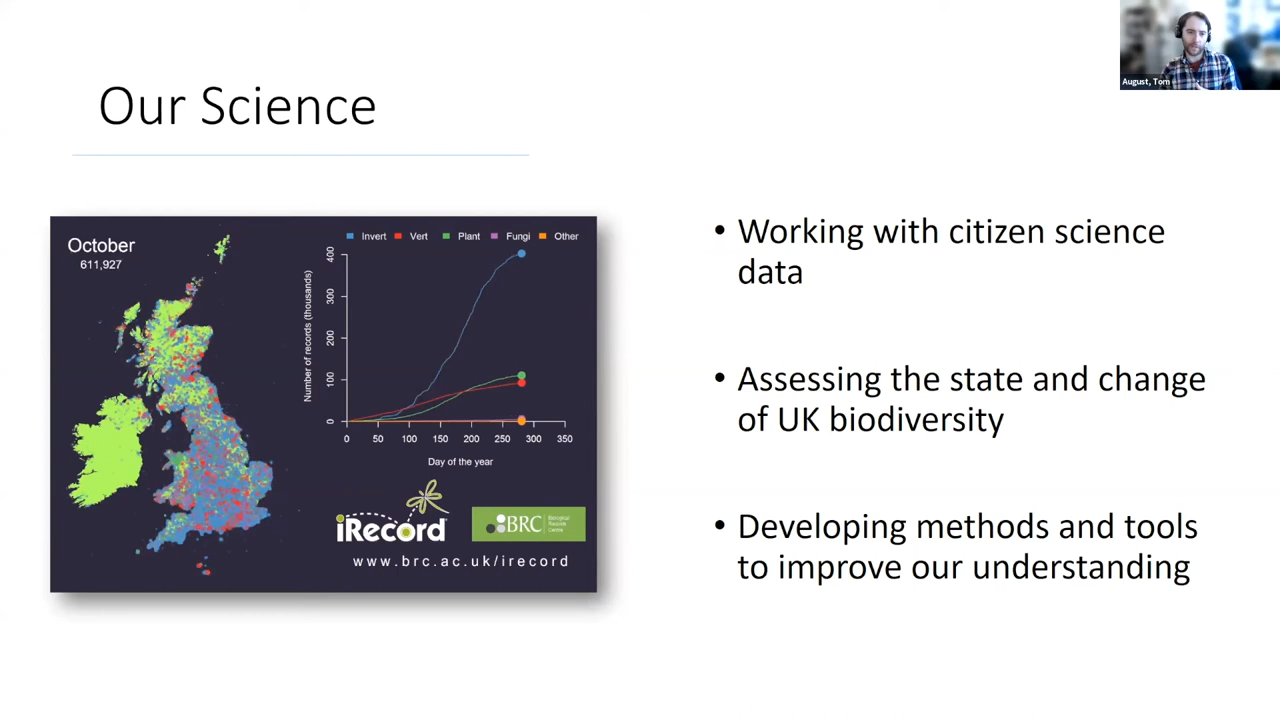 August, Tom
Our Science
October
611,927
Invert Vert Plant Fungi Other
Number of records (thousands)
400
300
200
100
0
0 50 100 150 200 250 300 350
Day of the year
iRecord
BRC
Biological
Records
Centre
www.brc.ac.uk/irecord
• Working with citizen science
data
• Assessing the state and change
of UK biodiversity
• Developing methods and tools
to improve our understanding